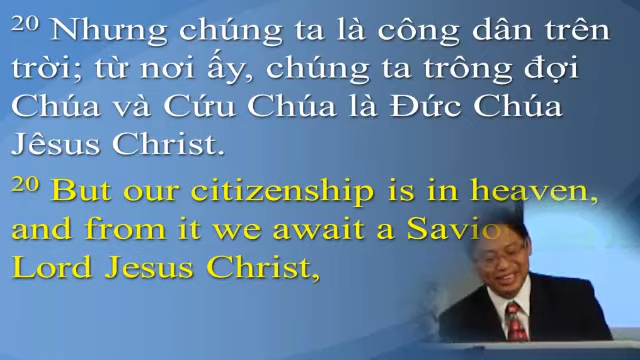 20 Nhưng chúng ta là công dân trên
trời; từ nơi ấy, chúng ta trông đợi
Chúa và Cứu Chúa là Đức Chúa
Jêsus Christ.
20 But our citizenship is in heaven,
and from it we await a Savio
Lord Jesus Christ,